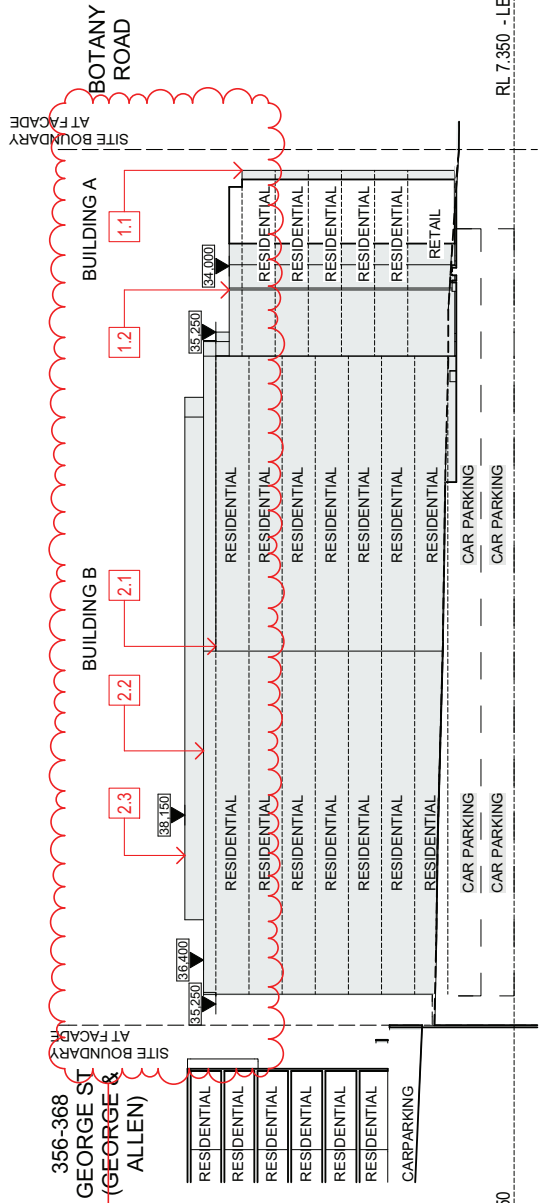 356-368
GEORGE ST
(GEORGE &
ALLEN)
SITE BOUNDARY
AT FACADE
BUILDING B
BUILDING A
SITE BOUNDARY
AT FACADE
BOTANY
ROAD
2.3
2.2
2.1
1.2
1.1
35,250
36,400
38,150
35,250
34,000
RESIDENTIAL
RESIDENTIAL
RESIDENTIAL
RESIDENTIAL
RESIDENTIAL
RESIDENTIAL
CARPARKING
1
RESIDENTIAL
RESIDENTIAL
RESIDENTIAL
RESIDENTIAL
RESIDENTIAL
RESIDENTIAL
RESIDENTIAL
CAR PARKING
CAR PARKING
RESIDENTIAL
RESIDENTIAL
RESIDENTIAL
RESIDENTIAL
RESIDENTIAL
RESIDENTIAL
RESIDENTIAL
CAR PARKING
CAR PARKING
RESIDENTIAL
RESIDENTIAL
RESIDENTIAL
RESIDENTIAL
RESIDENTIAL
RETAIL
RL 7.350 - LE